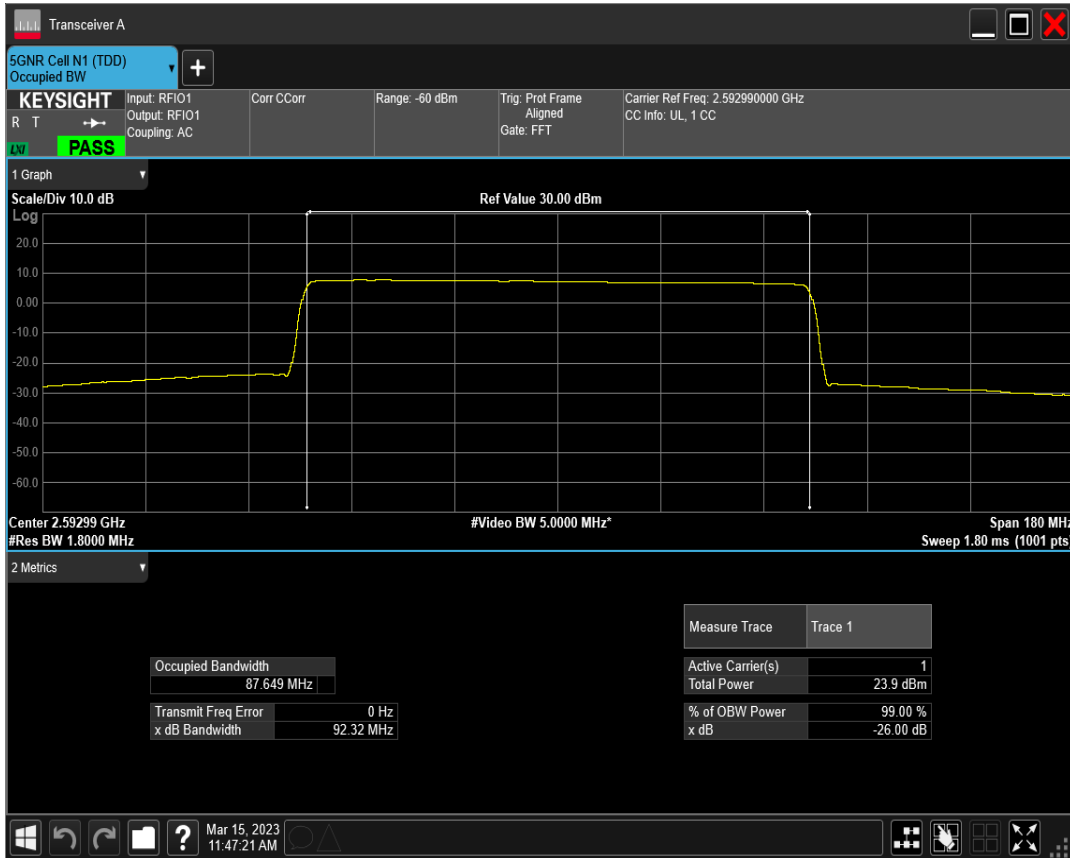 Transceiver A
5GNR Cell N1 (TDD)
Occupied BW
KEYSIGHT
R T
LXI
PASS
Input: RFIO1
Output: RFIO1
Coupling: AC
Corr CCorr
Range: -60 dBm
Trig: Prot Frame
Aligned
Gate: FFT
Carrier Ref Freq: 2.592990000 GHz
CC Info: UL, 1 CC
1 Graph
Scale/Div 10.0 dB
Ref Value 30.00 dBm
Log
20.0
10.0
0.00
-10.0
-20.0
-30.0
-40.0
-50.0
-60.0
Center 2.59299 GHz
#Video BW 5.0000 MHz*
Span 180 MHz
#Res BW 1.8000 MHz
Sweep 1.80 ms (1001 pts)
2 Metrics
Measure Trace Trace 1
Occupied Bandwidth
87.649 MHz
Active Carrier(s) 1
Total Power 23.9 dBm
Transmit Freq Error 0 Hz
x dB Bandwidth 92.32 MHz
% of OBW Power 99.00 %
x dB -26.00 dB
?
Mar 15, 2023
11:47:21 AM